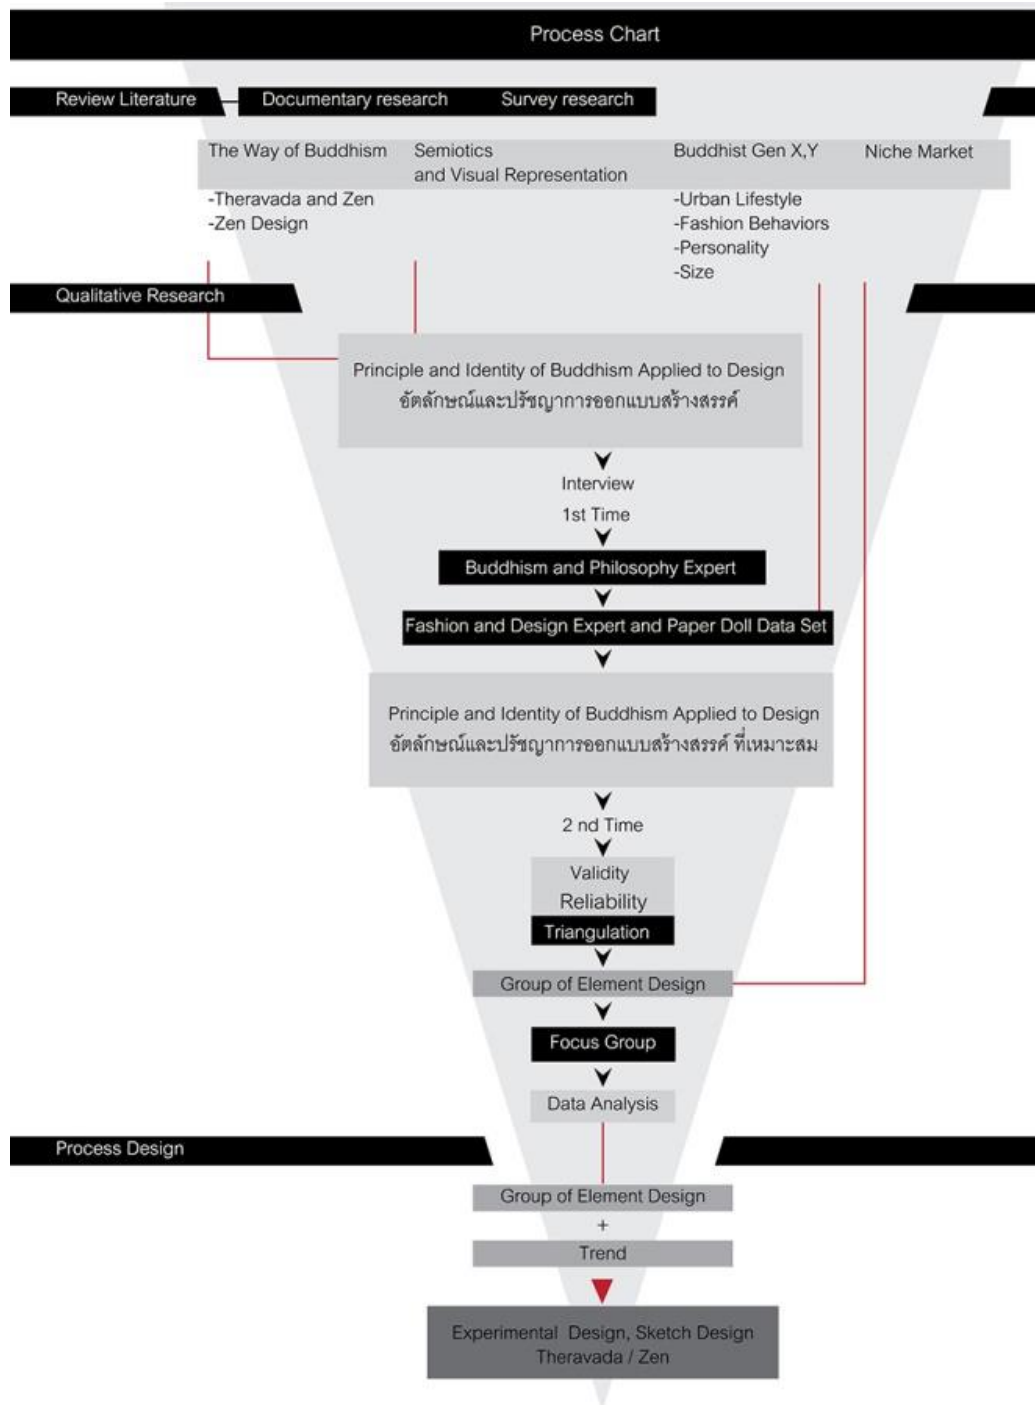 Process Chart
Review Literature
Documentary research
Survey research
The Way of Buddhism
-Theravada and Zen
-Zen Design
Semiotics
and Visual Representation
Buddhist Gen X,Y
-Urban Lifestyle
-Fashion Behaviors
-Personality
-Size
Niche Market
Qualitative Research
Principle and Identity of Buddhism Applied to Design
อัตลักษณ์และปรัชญาการออกแบบสร้างสรรค์
Interview
1st Time
Buddhism and Philosophy Expert
Fashion and Design Expert and Paper Doll Data Set
Principle and Identity of Buddhism Applied to Design
อัตลักษณ์และปรัชญาการออกแบบสร้างสรรค์ ที่เหมาะสม
2 nd Time
Validity
Reliability
Triangulation
Group of Element Design
Focus Group
Data Analysis
Process Design
Group of Element Design
+
Trend
Experimental Design, Sketch Design
Theravada / Zen